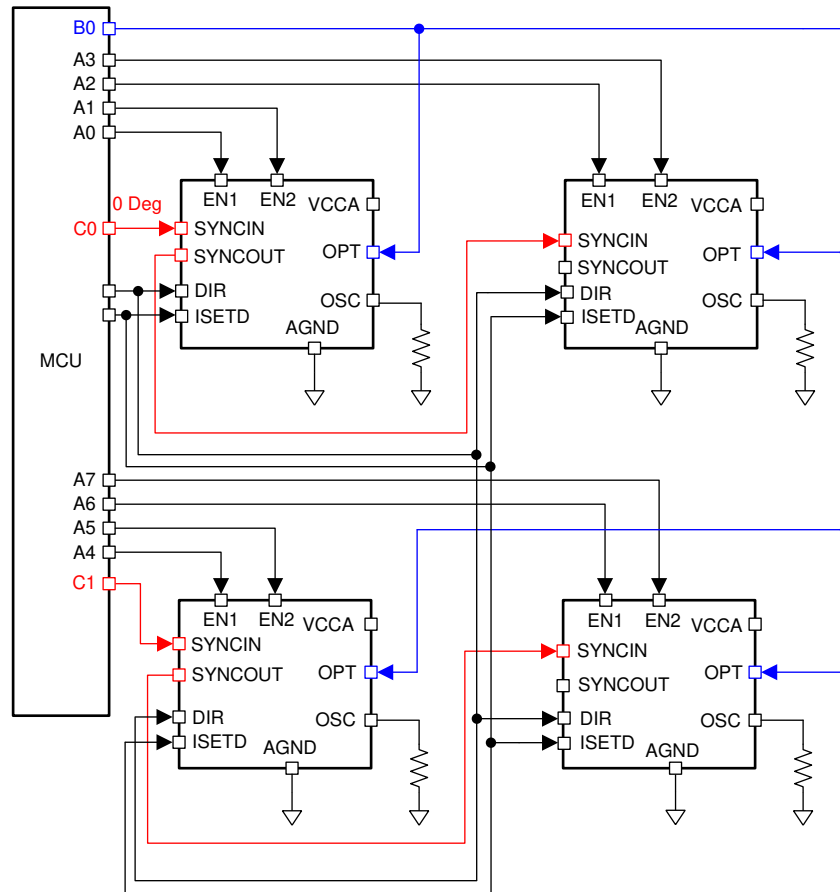 B0
A3
A2
A1
A0
EN1 EN2 VCCA
EN1 EN2 VCCA
0 Deg
C0
SYNCIN
SYNCOUT
OPT
DIR
OSC
ISETD
AGND
SYNCIN
SYNCOUT
OPT
DIR
OSC
ISETD
AGND
MCU
A7
A6
A5
A4
C1
EN1 EN2 VCCA
SYNCIN
SYNCOUT
OPT
DIR
OSC
ISETD
AGND
EN1 EN2 VCCA
SYNCIN
SYNCOUT
OPT
DIR
OSC
ISETD
AGND